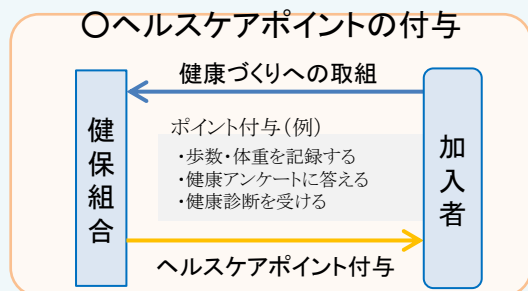 ○ヘルスケアポイントの付与
健康づくりへの取組
健保組合
ポイント付与(例)
・歩数・体重を記録する
・健康アンケートに答える
・健康診断を受ける
加入者
ヘルスケアポイント付与